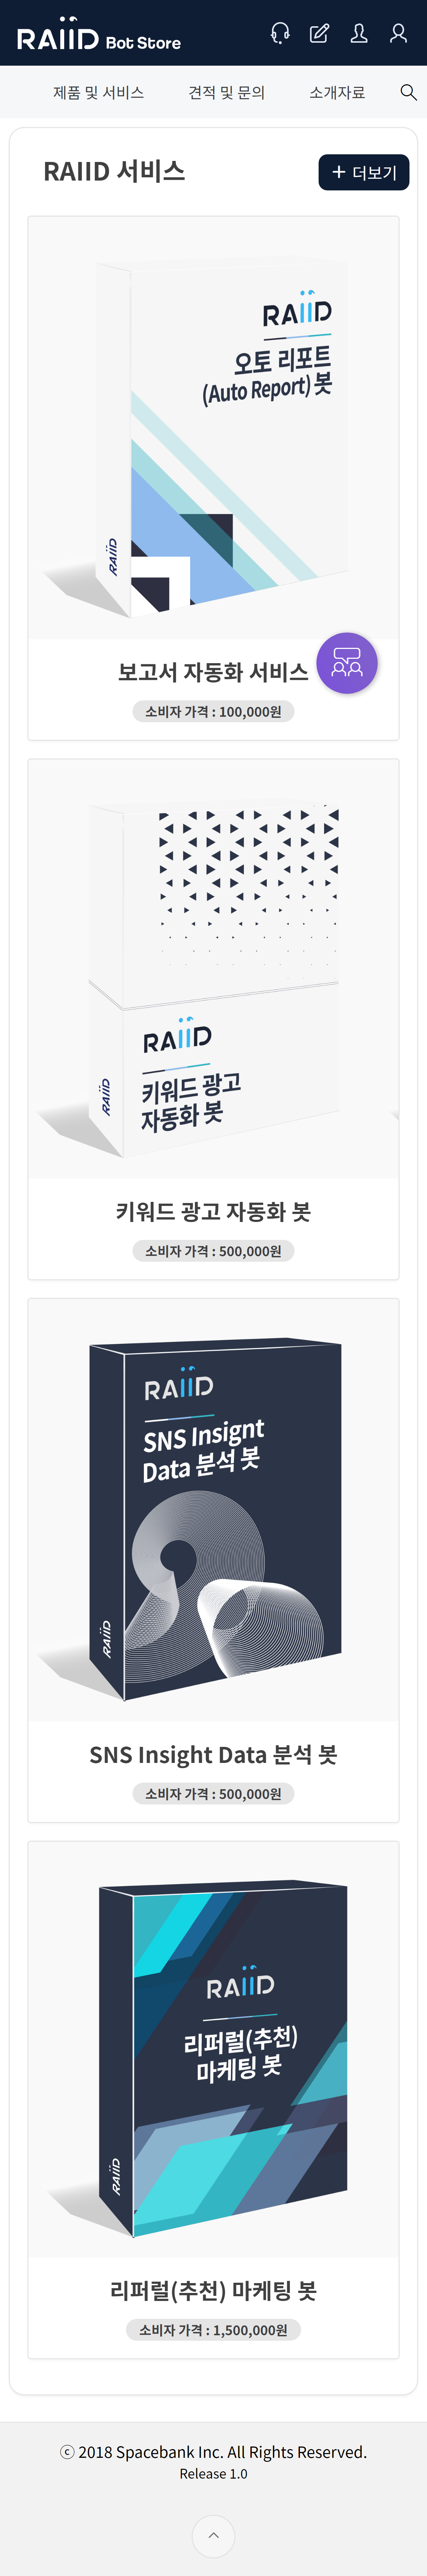 RAIID Bot Store
제품 및 서비스 견적 및 문의 소개자료
RAIID 서비스
+ 더보기
RAIID
오토 리포트
(Auto Report) 봇
RAIID
보고서 자동화 서비스
소비자 가격 : 100,000원
RAIID
키워드 광고
자동화 봇
RAIID
키워드 광고 자동화 봇
소비자 가격 : 500,000원
RAIID
SNS Insignt
Data 분석 봇
RAIID
SNS Insight Data 분석 봇
소비자 가격 : 500,000원
RAIID
리퍼럴(추천)
마케팅 봇
RAIID
리퍼럴(추천) 마케팅 봇
소비자 가격 : 1,500,000원
ⓒ 2018 Spacebank Inc. All Rights Reserved.
Release 1.0